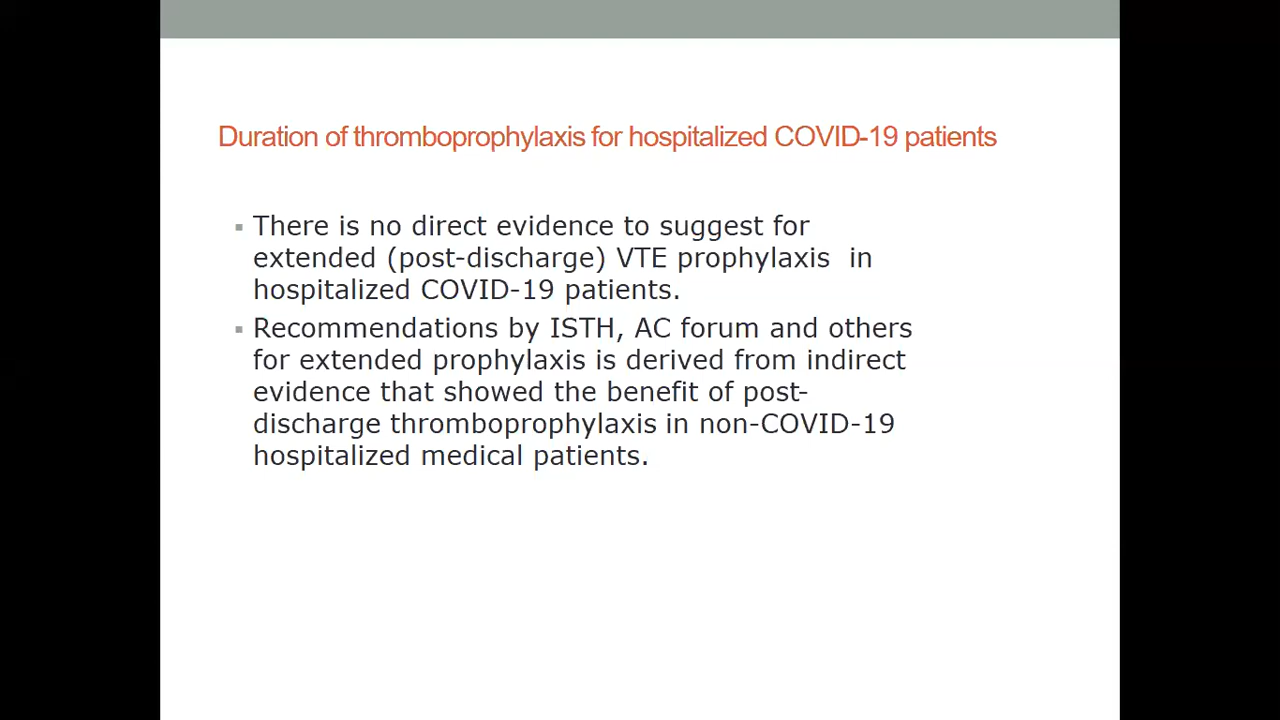 Duration of thromboprophylaxis for hospitalized COVID-19 patients
▪ There is no direct evidence to suggest for
extended (post-discharge) VTE prophylaxis  in
hospitalized COVID-19 patients.
▪ Recommendations by ISTH, AC forum and others
for extended prophylaxis is derived from indirect
evidence that showed the benefit of post-
discharge thromboprophylaxis in non-COVID-19
hospitalized medical patients.